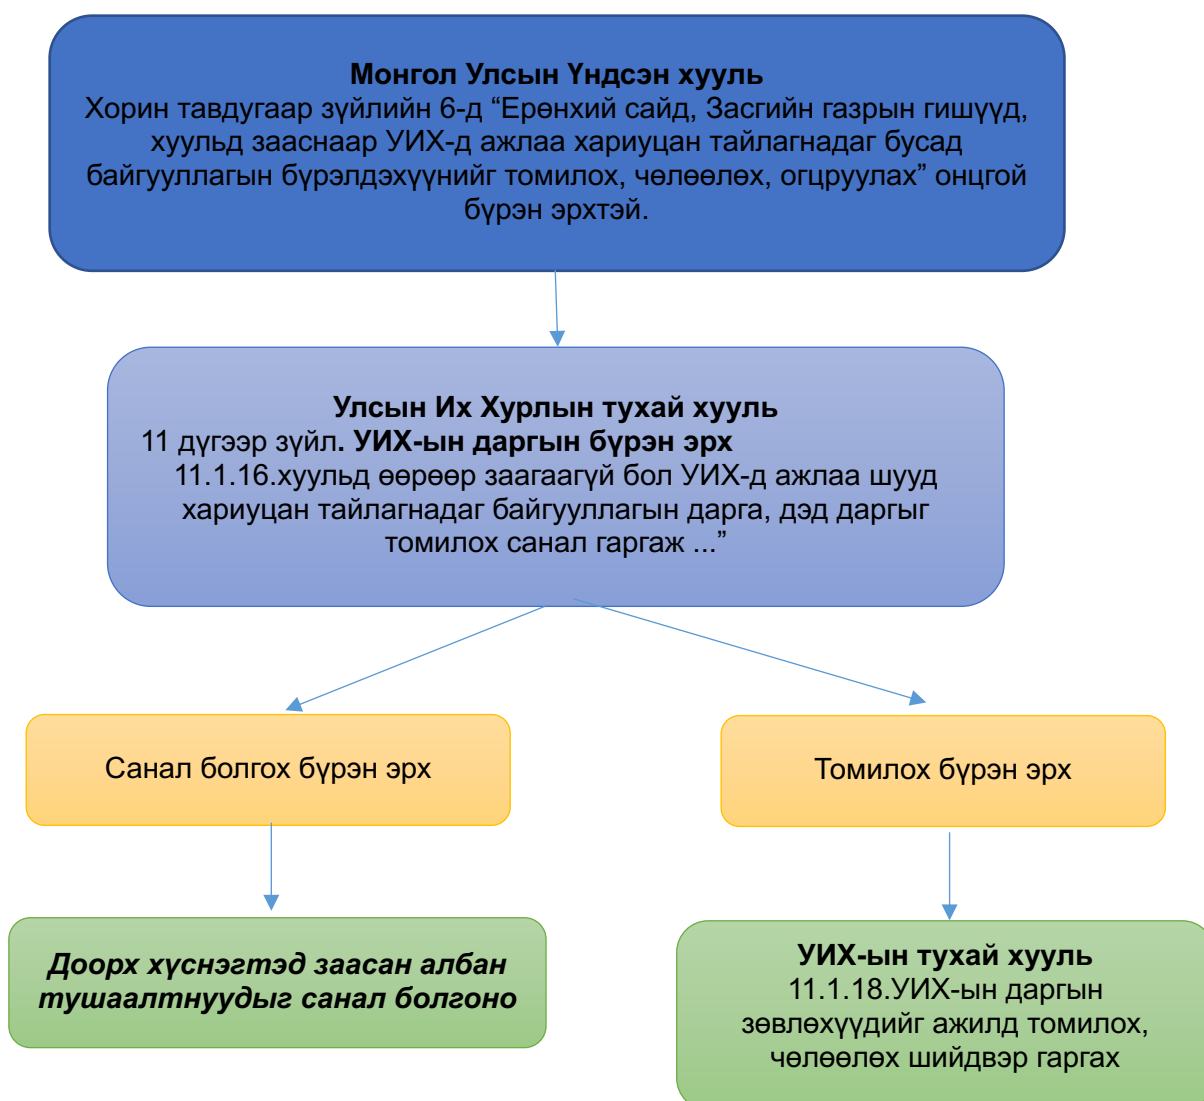 Монгол Улсын Үндсэн хууль
Хорин тавдугаар зүйлийн 6-д “Ерөнхий сайд, Засгийн газрын гишүүд,
хуульд зааснаар УИХ-д ажлаа хариуцан тайлагнадаг бусад
байгууллагын бүрэлдэхүүнийг томилох, чөлөөлөх, огцруулах” онцгой
бүрэн эрхтэй.
Улсын Их Хурлын тухай хууль
11 дүгээр зүйл. УИХ-ын даргын бүрэн эрх
11.1.16.хуульд өөрөөр заагаагүй бол УИХ-д ажлаа шууд
хариуцан тайлагнадаг байгууллагын дарга, дэд даргыг
томилох санал гаргаж ...”
Санал болгох бүрэн эрх
Томилох бүрэн эрх
Доорх хүснэгтэд заасан албан
тушаалтнуудыг санал болгоно
УИХ-ын тухай хууль
11.1.18.УИХ-ын даргын
зөвлөхүүдийг ажилд томилох,
чөлөөлөх шийдвэр гаргах